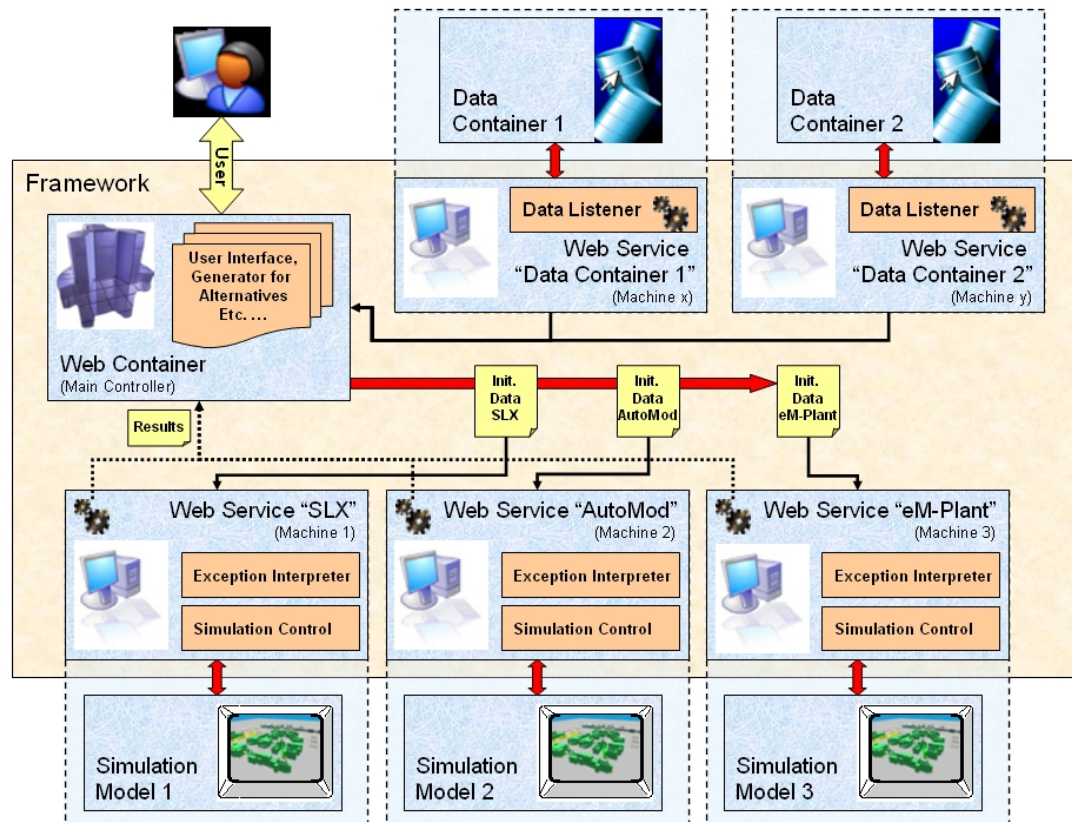 Data
Container 1
Data
Container 2
User
Framework
Data Listener
Web Service
“Data Container 1”
(Machine x)
Data Listener
Web Service
“Data Container 2”
(Machine y)
User Interface,
Generator for
Alternatives
Etc. ...
Web Container
(Main Controller)
Init.
Data
SLX
Init.
Data
AutoMod
Init.
Data
eM-Plant
Results
Web Service “SLX”
(Machine 1)
Exception Interpreter
Simulation Control
Web Service “AutoMod”
(Machine 2)
Exception Interpreter
Simulation Control
Web Service “eM-Plant”
(Machine 3)
Exception Interpreter
Simulation Control
Simulation
Model 1
Simulation
Model 2
Simulation
Model 3